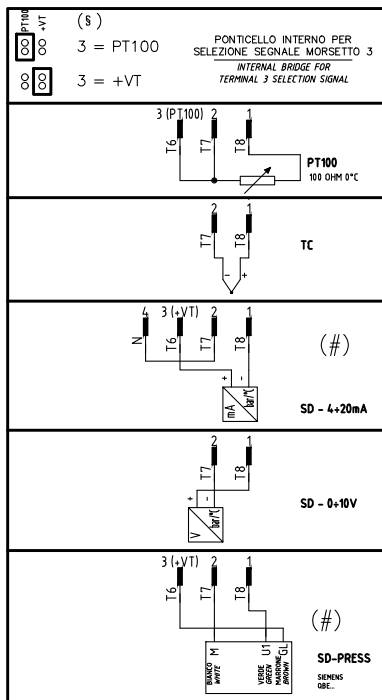 PT100
+VT
(§)
3 = PT100
3 = +VT
PONTICELLO INTERNO PER
SELEZIONE SEGNALE MORSETTO 3
INTERNAL BRIDGE FOR
TERMINAL 3 SELECTION SIGNAL
3 (PT100) 2 1
T6 T7 T8
PT100
100 OHM 0°C
2 1
T7 T8
- +
TC
4 3 (+VT) 2 1
N T6 T7 T8
(#)
+ -
mA bar/°C
SD - 4÷20mA
2 1
T7 T8
+ -
V bar/°C
SD - 0÷10V
3 (+VT) 2 1
T6 T7 T8
(#)
M U1 GL
BIANCO
WHITE
VERDE
GREEN
MARRONE
BROWN
SD-PRESS
SIEMENS
QBE...